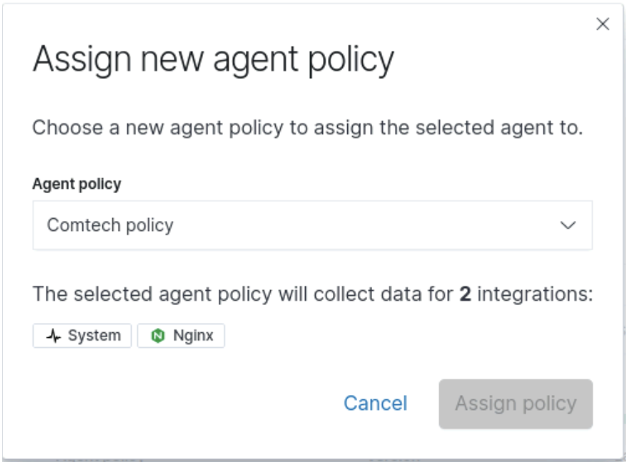 Assign new agent policy
Choose a new agent policy to assign the selected agent to.
Agent policy
Comtech policy
The selected agent policy will collect data for 2 integrations:
System Nginx
Cancel Assign policy